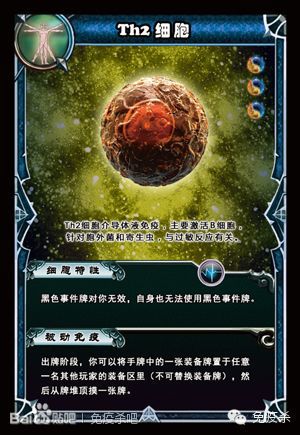 Th2 细胞
Th2细胞介导体液免疫，主要激活B细胞，
针对胞外菌和寄生虫，与过敏反应有关。
细胞特性
黑色事件牌对你无效，自身也无法使用黑色事件牌。
被动免疫
出牌阶段，你可以将手牌中的一张装备牌置于任意
一名其他玩家的装备区里（不可替换装备牌），然
后从牌堆顶摸一张牌。
Bai 贴吧 | 免疫杀吧
免疫杀